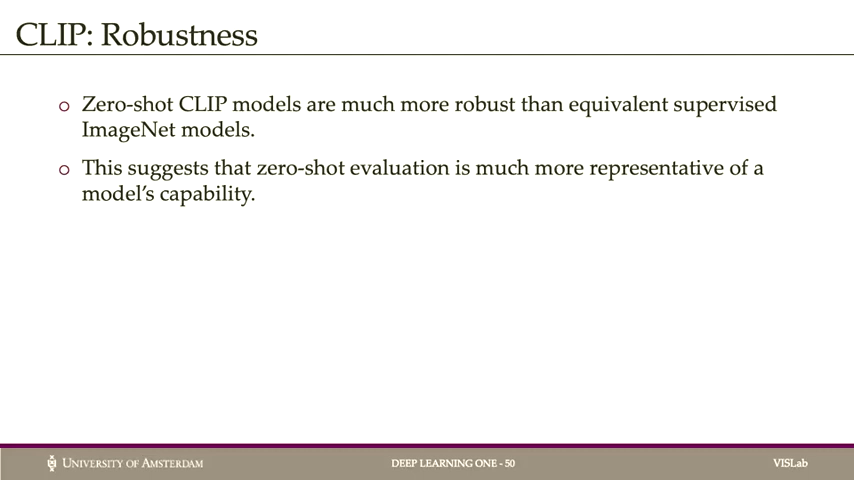 CLIP: Robustness
o Zero-shot CLIP models are much more robust than equivalent supervised
ImageNet models.
o This suggests that zero-shot evaluation is much more representative of a
model's capability.
UNIVERSITY OF AMSTERDAM
DEEP LEARNING ONE - 50
VISLab